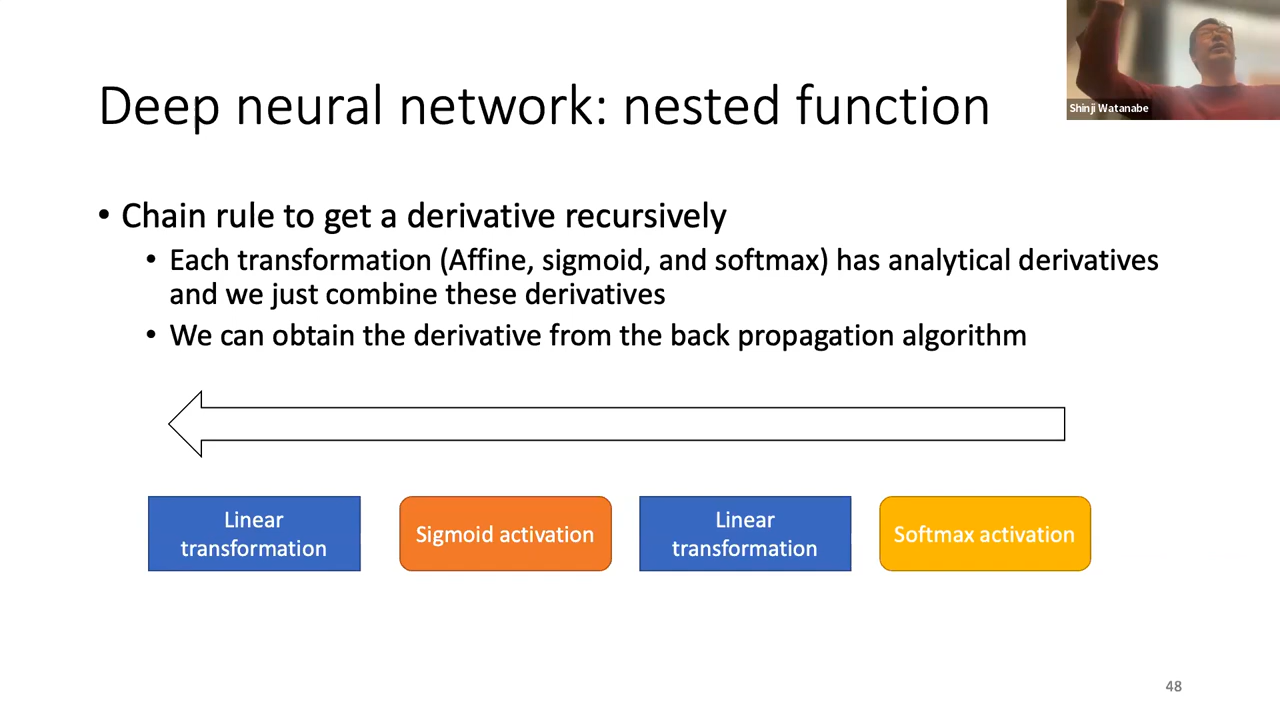 Shinji Watanabe
Deep neural network: nested function
• Chain rule to get a derivative recursively
• Each transformation (Affine, sigmoid, and softmax) has analytical derivatives
and we just combine these derivatives
• We can obtain the derivative from the back propagation algorithm
Linear
transformation
Sigmoid activation
Linear
transformation
Softmax activation
48